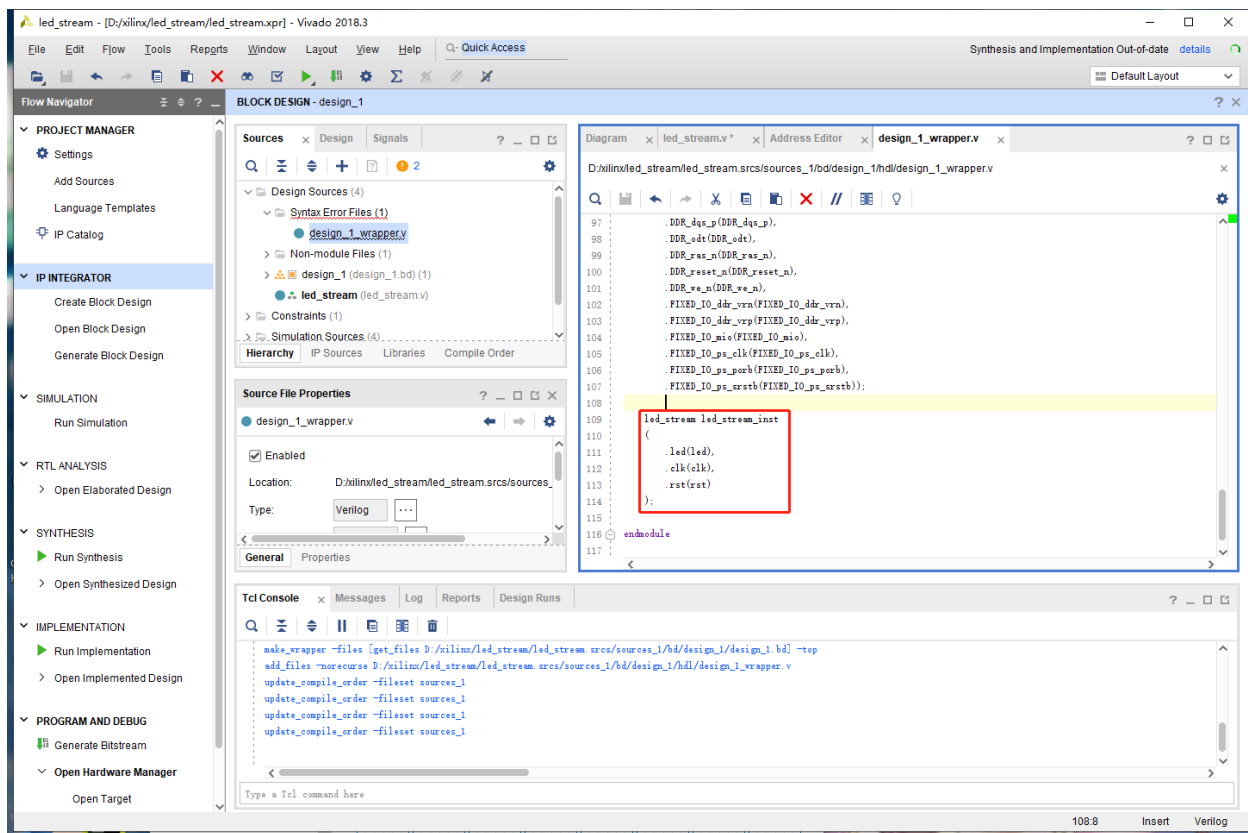 led_stream - [D:/xilinx/led_stream/led_stream.xpr] - Vivado 2018.3
File Edit Flow Tools Reports Window Layout View Help Q- Quick Access
Synthesis and Implementation Out-of-date details
Default Layout
Flow Navigator
PROJECT MANAGER
Settings
Add Sources
Language Templates
IP Catalog
IP INTEGRATOR
Create Block Design
Open Block Design
Generate Block Design
SIMULATION
Run Simulation
RTL ANALYSIS
Open Elaborated Design
SYNTHESIS
Run Synthesis
Open Synthesized Design
IMPLEMENTATION
Run Implementation
Open Implemented Design
PROGRAM AND DEBUG
Generate Bitstream
Open Hardware Manager
Open Target
BLOCK DESIGN - design_1
Sources Design Signals
2
Design Sources (4)
Syntax Error Files (1)
design_1_wrapper.v
Non-module Files (1)
design_1 (design_1.bd) (1)
led_stream (led_stream.v)
Constraints (1)
Simulation Sources (4)
Hierarchy IP Sources Libraries Compile Order
Source File Properties
design_1_wrapper.v
Enabled
Location: D:/xilinx/led_stream/led_stream.srcs/sources_
Type: Verilog
General Properties
Diagram led_stream.v * Address Editor design_1_wrapper.v
D:/xilinx/led_stream/led_stream.srcs/sources_1/bd/design_1/hdl/design_1_wrapper.v
97 .DDR_dqs_p(DDR_dqs_p),
98 .DDR_odt(DDR_odt),
99 .DDR_ras_n(DDR_ras_n),
100 .DDR_reset_n(DDR_reset_n),
101 .DDR_we_n(DDR_we_n),
102 .FIXED_IO_ddr_vrn(FIXED_IO_ddr_vrn),
103 .FIXED_IO_ddr_vrp(FIXED_IO_ddr_vrp),
104 .FIXED_IO_mio(FIXED_IO_mio),
105 .FIXED_IO_ps_clk(FIXED_IO_ps_clk),
106 .FIXED_IO_ps_porb(FIXED_IO_ps_porb),
107 .FIXED_IO_ps_srstb(FIXED_IO_ps_srstb));
108
109 led_stream led_stream_inst
110 (
111 .led(led),
112 .clk(clk),
113 .rst(rst)
114 );
115
116 endmodule
117
Tcl Console Messages Log Reports Design Runs
make_wrapper -files [get_files D:/xilinx/led_stream/led_stream.srcs/sources_1/bd/design_1/design_1.bd] -top
add_files -norecurse D:/xilinx/led_stream/led_stream.srcs/sources_1/bd/design_1/hdl/design_1_wrapper.v
update_compile_order -fileset sources_1
update_compile_order -fileset sources_1
update_compile_order -fileset sources_1
update_compile_order -fileset sources_1
Type a Tcl command here
108:8 Insert Verilog